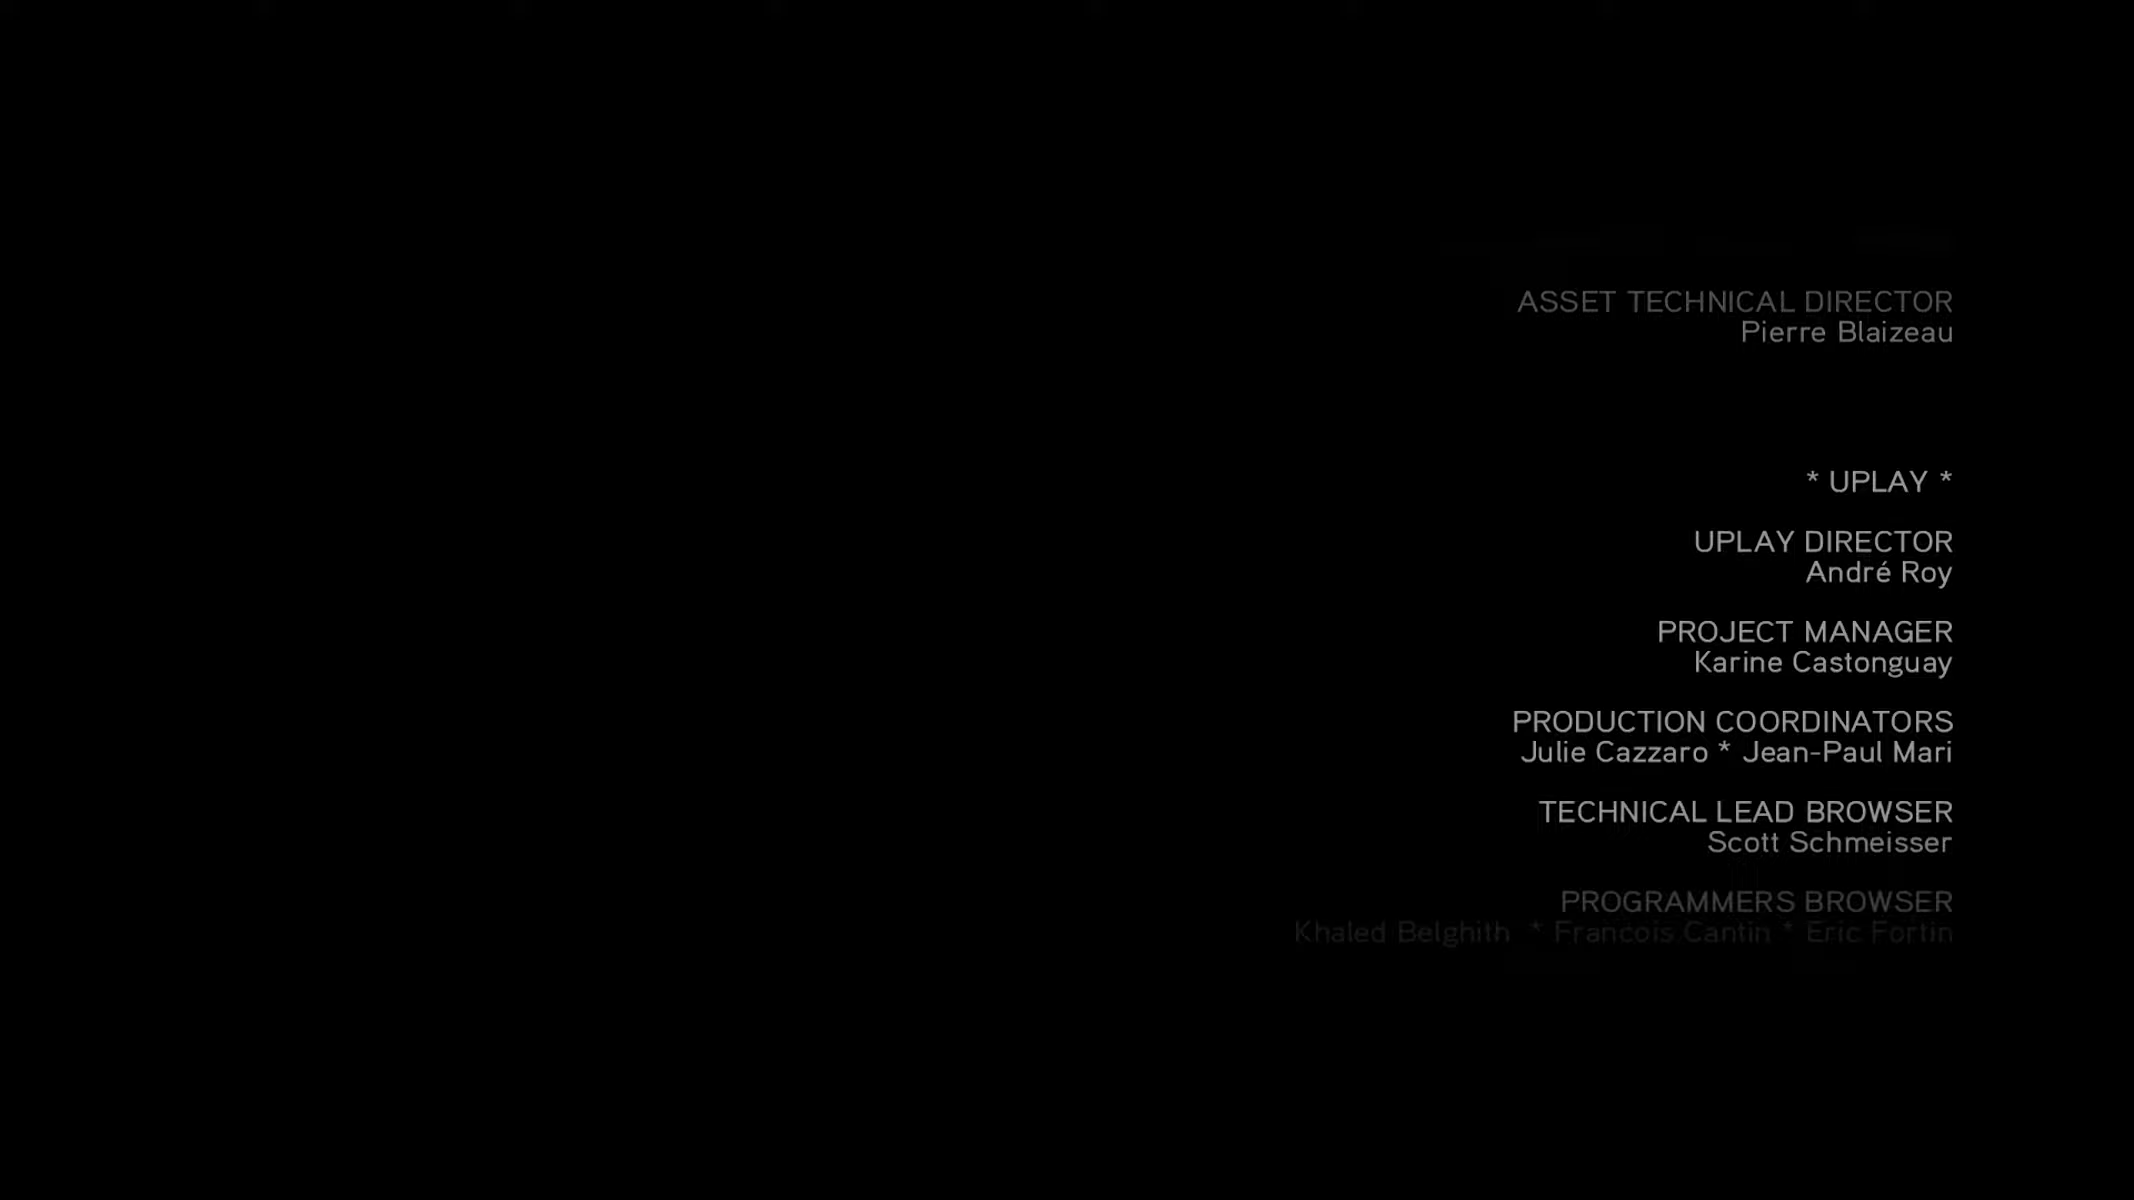 ASSET TECHNICAL DIRECTOR
Pierre Blaizeau
* UPLAY *
UPLAY DIRECTOR
André Roy
PROJECT MANAGER
Karine Castonguay
PRODUCTION COORDINATORS
Julie Cazzaro * Jean-Paul Mari
TECHNICAL LEAD BROWSER
Scott Schmeisser
PROGRAMMERS BROWSER
Khaled Belghith * Francois Cantin * Eric Fortin